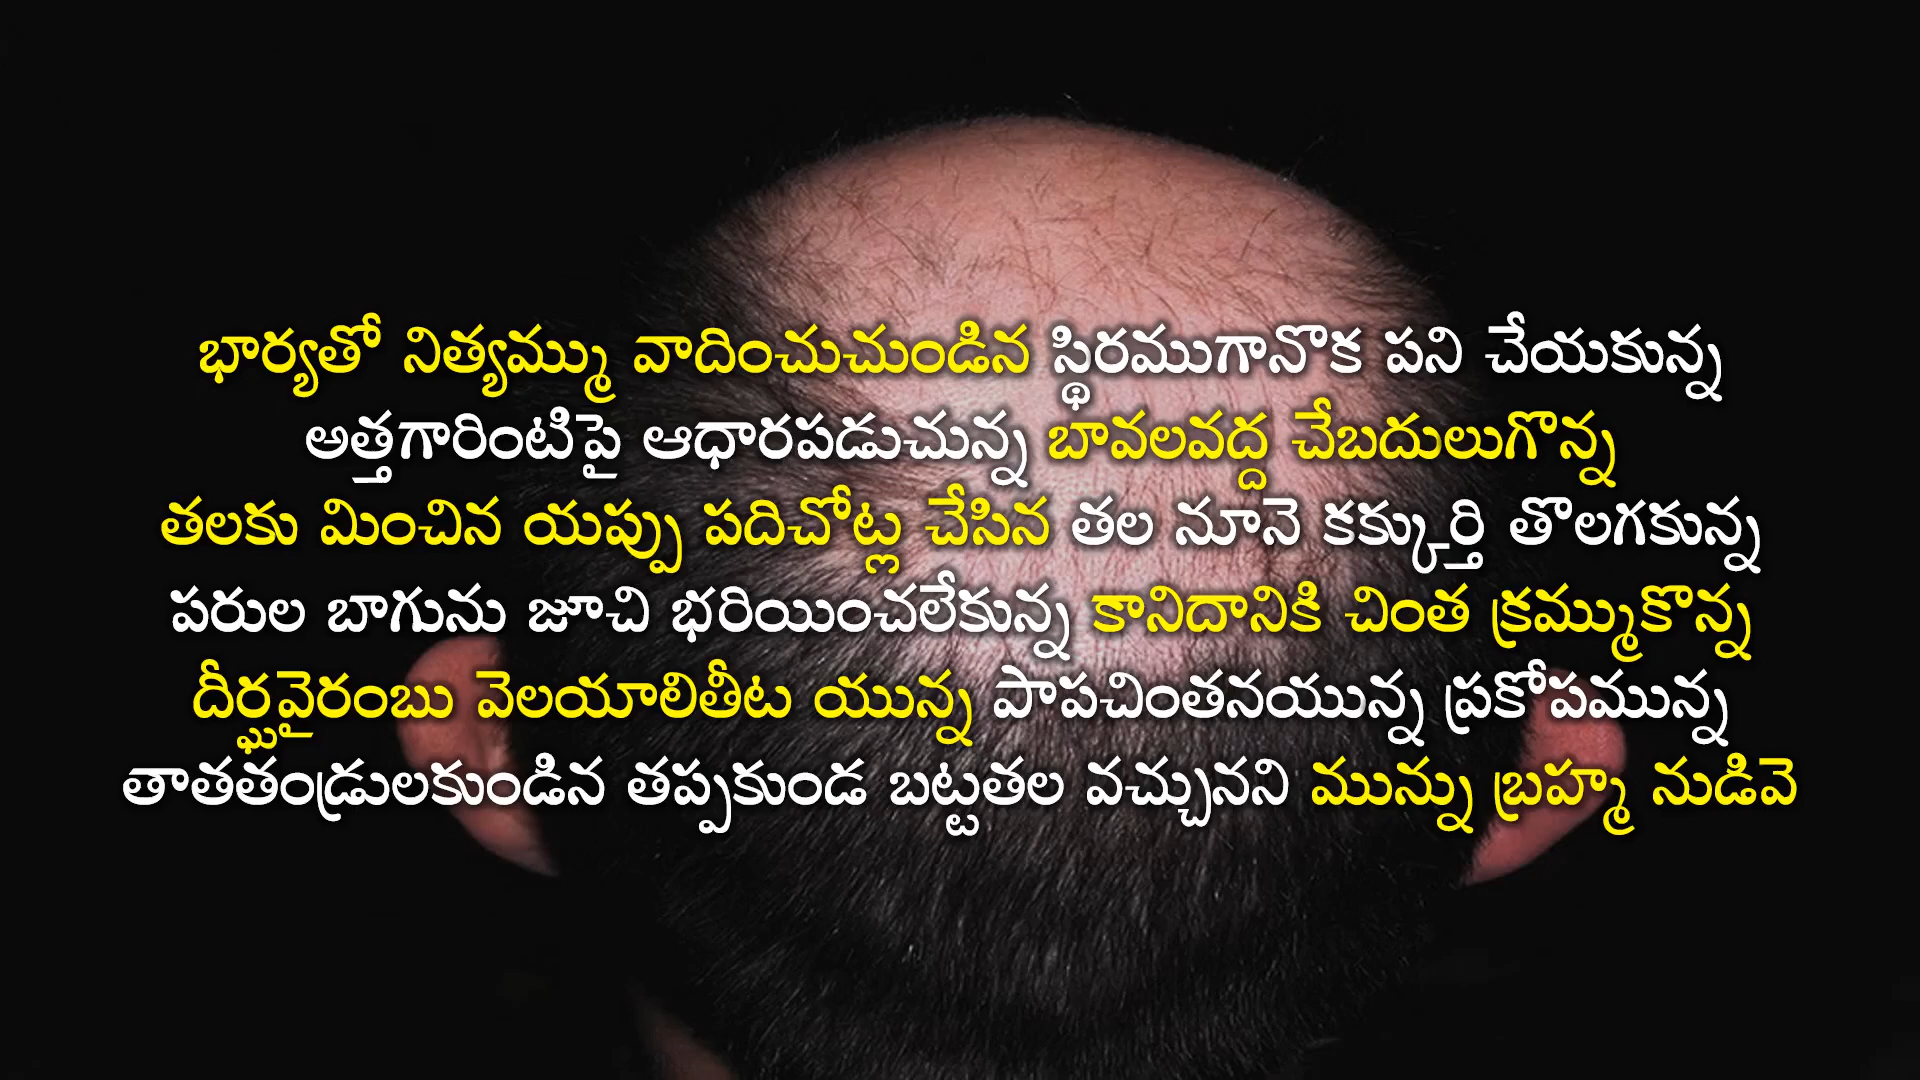 భార్యతో నిత్యమ్ము వాదించుచుండిన స్థిరముగానొక పని చేయకున్న
అత్తగారింటిపై ఆధారపడుచున్న బావలవద్ద చేబదులుగొన్న
తలకు మించిన యప్పు పదిచోట్ల చేసిన తల నూనె కక్కుర్తి తొలగకున్న
పరుల బాగును జూచి భరియించలేకున్న కానిదానికి చింత క్రమ్ముకొన్న
దీర్ఘవైరంబు వెలయాలితీట యున్న పాపచింతనయున్న ప్రకోపమున్న
తాతతండ్రులకుండిన తప్పకుండ బట్టతల వచ్చునని మున్ను బ్రహ్మ నుడివె